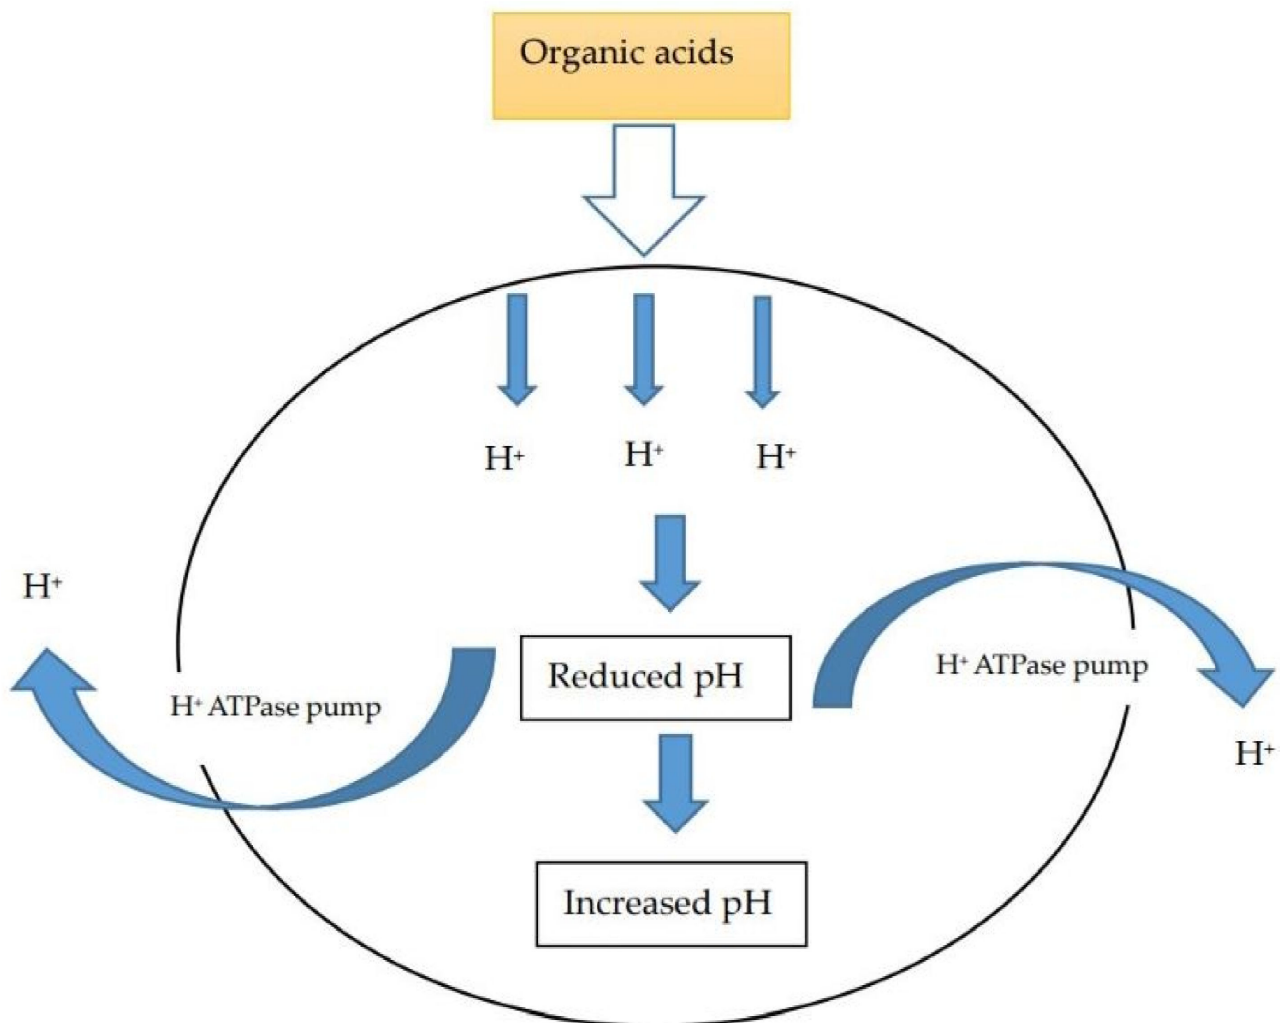 Organic acids
H⁺ H⁺ H⁺
H⁺
Reduced pH
H⁺ ATPase pump
H⁺ ATPase pump
H⁺
Increased pH